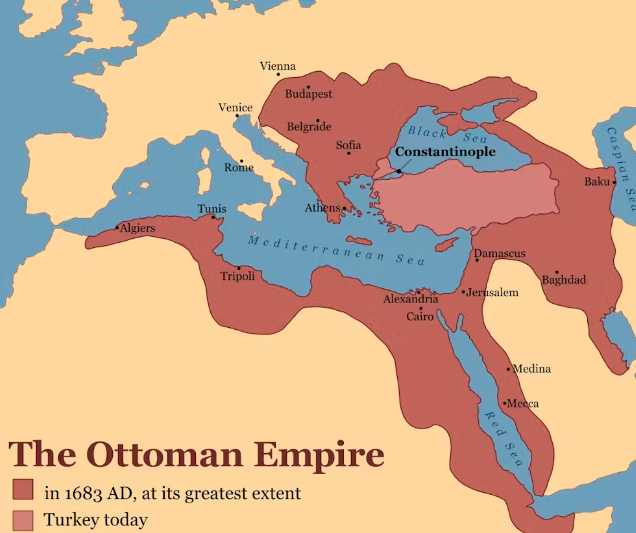 Vienna
Budapest
Venice
Belgrade
Black Sea
Sofia
Constantinople
Caspian Sea
Rome
Baku
Tunis
Athens
Algiers
Mediterranean Sea
Damascus
Tripoli
Baghdad
Alexandria
Jerusalem
Cairo
Medina
Mecca
Red Sea
The Ottoman Empire
in 1683 AD, at its greatest extent
Turkey today